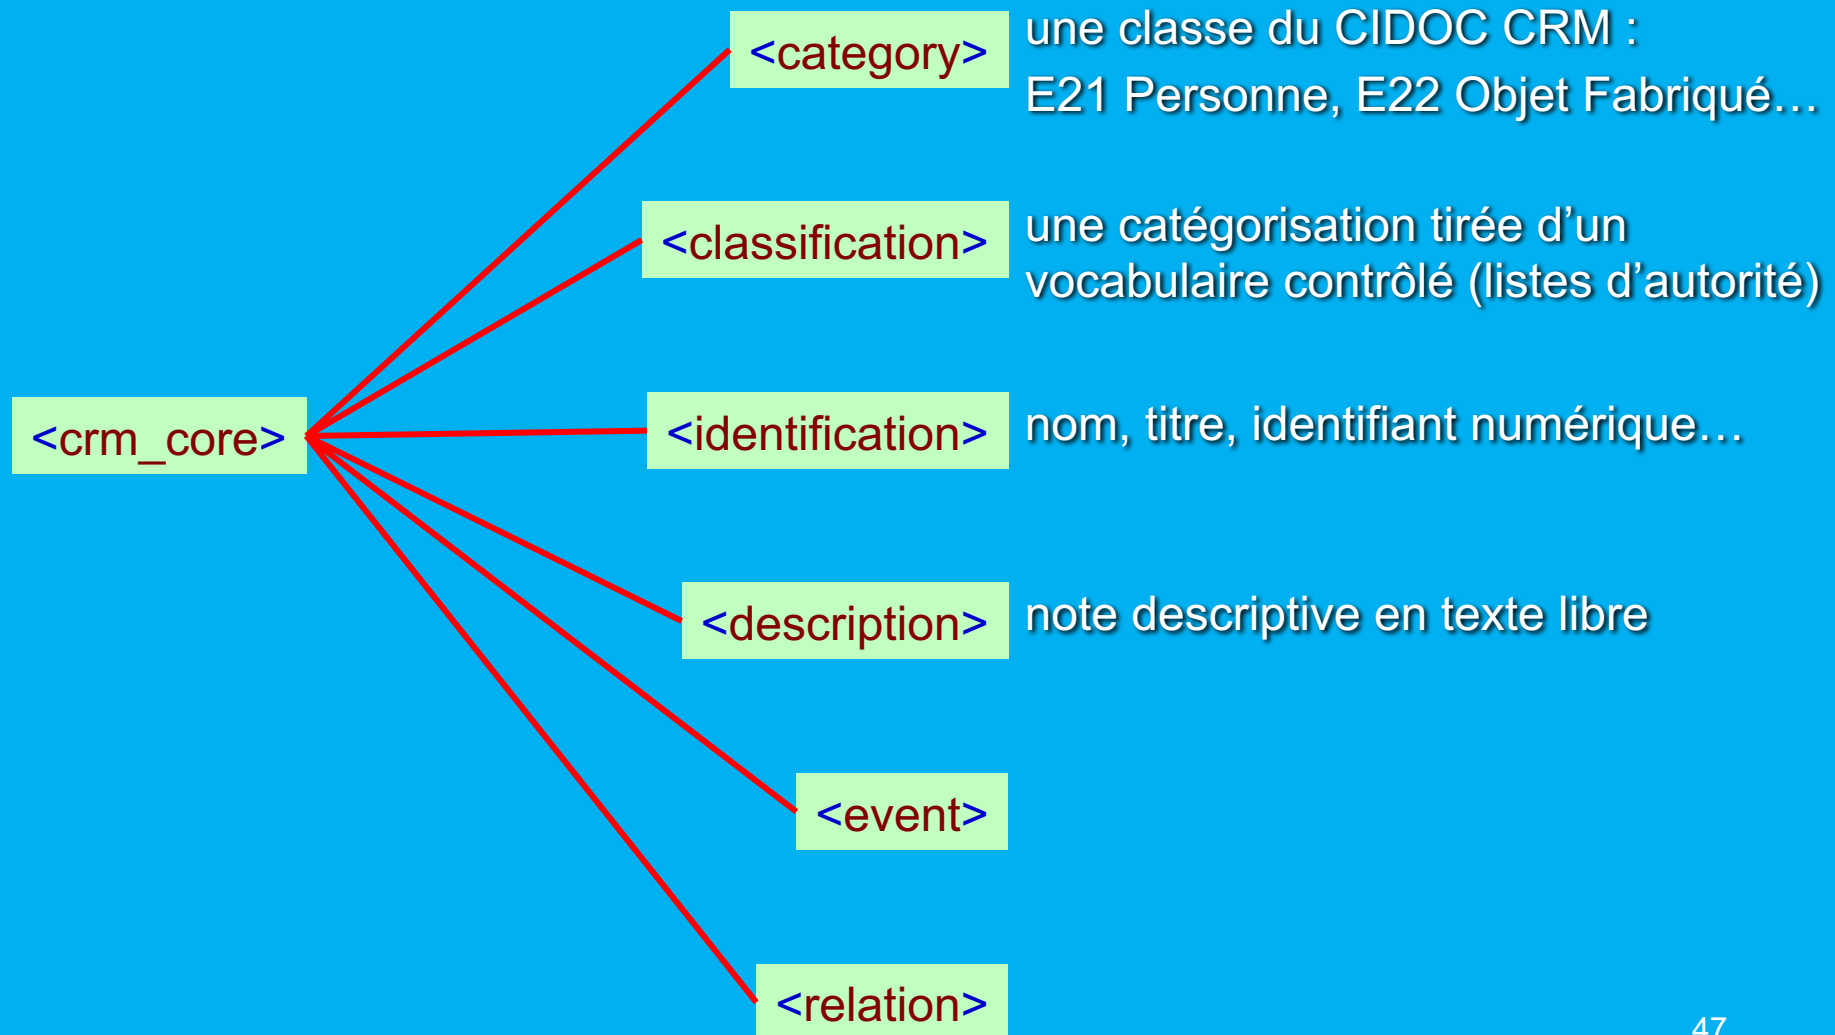 <category>
une classe du CIDOC CRM :
E21 Personne, E22 Objet Fabriqué…
<classification>
une catégorisation tirée d’un
vocabulaire contrôlé (listes d’autorité)
<crm_core>
<identification>
nom, titre, identifiant numérique…
<description>
note descriptive en texte libre
<event>
<relation>
47